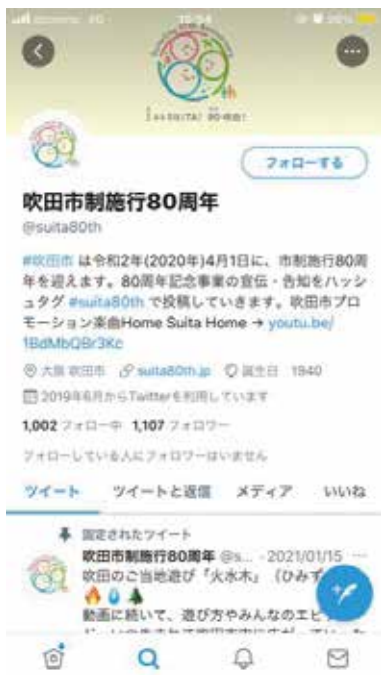 吹田市制施行80周年
@suita80th
フォローする
#吹田市 は令和2年(2020年)4月1日に、市制施行80周
年を迎えます。80周年記念事業の宣伝・告知をハッシ
ュタグ #suita80th で投稿していきます。吹田市プロ
モーション楽曲Home Suita Home → youtu.be/
1BdMbQBr3Kc
大阪 吹田市 suita80th.jp 誕生日 1940
2019年6月からTwitterを利用しています
1,002 フォロー中 1,107 フォロワー
フォローしている人にフォロワーはいません
ツイート ツイートと返信 メディア いいね
固定されたツイート
吹田市制施行80周年 @s... · 2021/01/15
吹田のご当地遊び「火水木」（ひみず
動画に続いて、遊び方やみんなのエピ